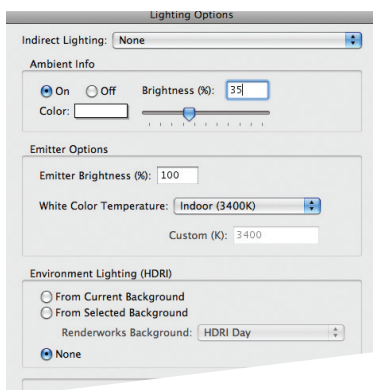 Lighting Options
Indirect Lighting: None
Ambient Info
On Off Brightness (%): 35
Color:
Emitter Options
Emitter Brightness (%): 100
White Color Temperature: Indoor (3400K)
Custom (K): 3400
Environment Lighting (HDRI)
From Current Background
From Selected Background
Renderworks Background: HDRI Day
None